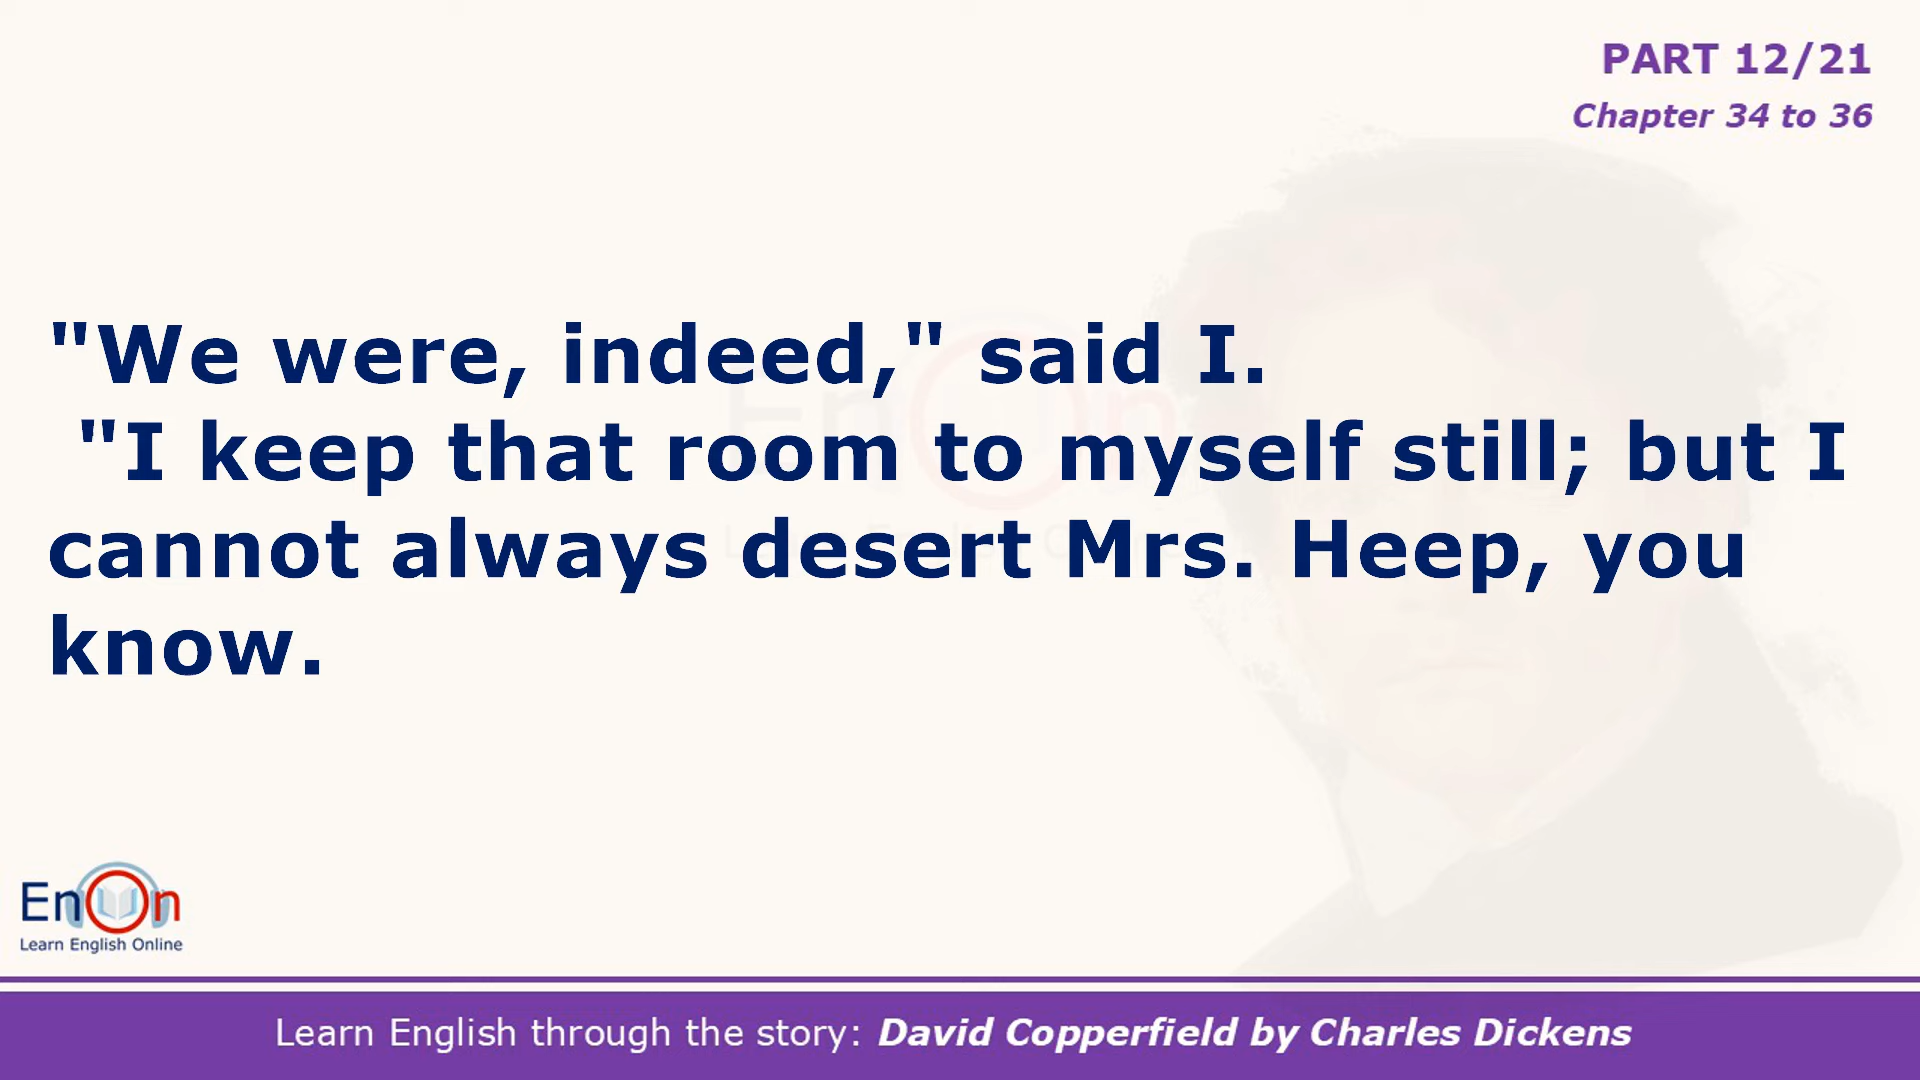 PART 12/21
Chapter 34 to 36
"We were, indeed," said I.
"I keep that room to myself still; but I
cannot always desert Mrs. Heep, you
know.
EnOn
Learn English Online
Learn English through the story: David Copperfield by Charles Dickens